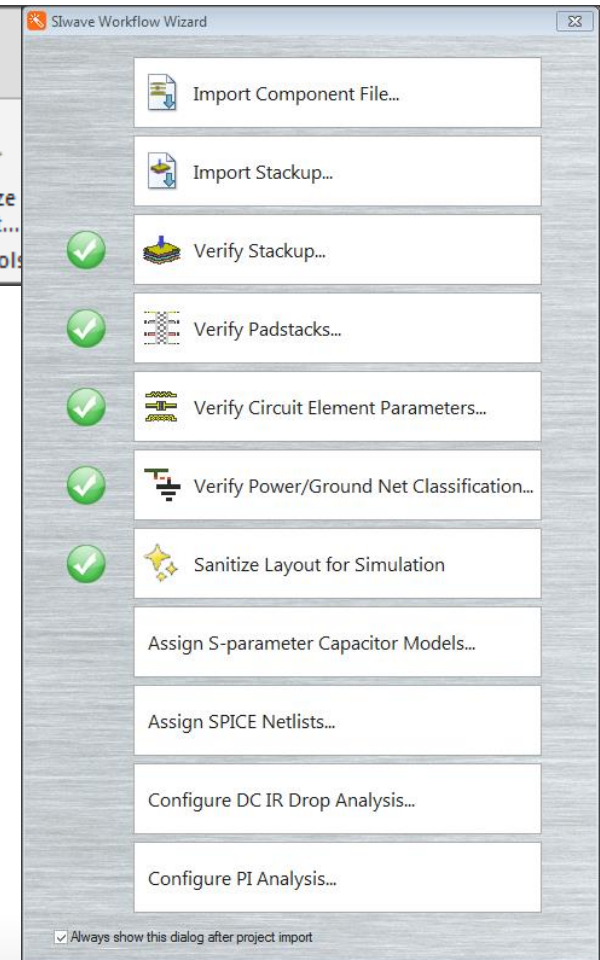 SIwave Workflow Wizard
Import Component File...
Import Stackup...
ze
...
ols
Verify Stackup...
Verify Padstacks...
Verify Circuit Element Parameters...
Verify Power/Ground Net Classification...
Sanitize Layout for Simulation
Assign S-parameter Capacitor Models...
Assign SPICE Netlists...
Configure DC IR Drop Analysis...
Configure PI Analysis...
Always show this dialog after project import